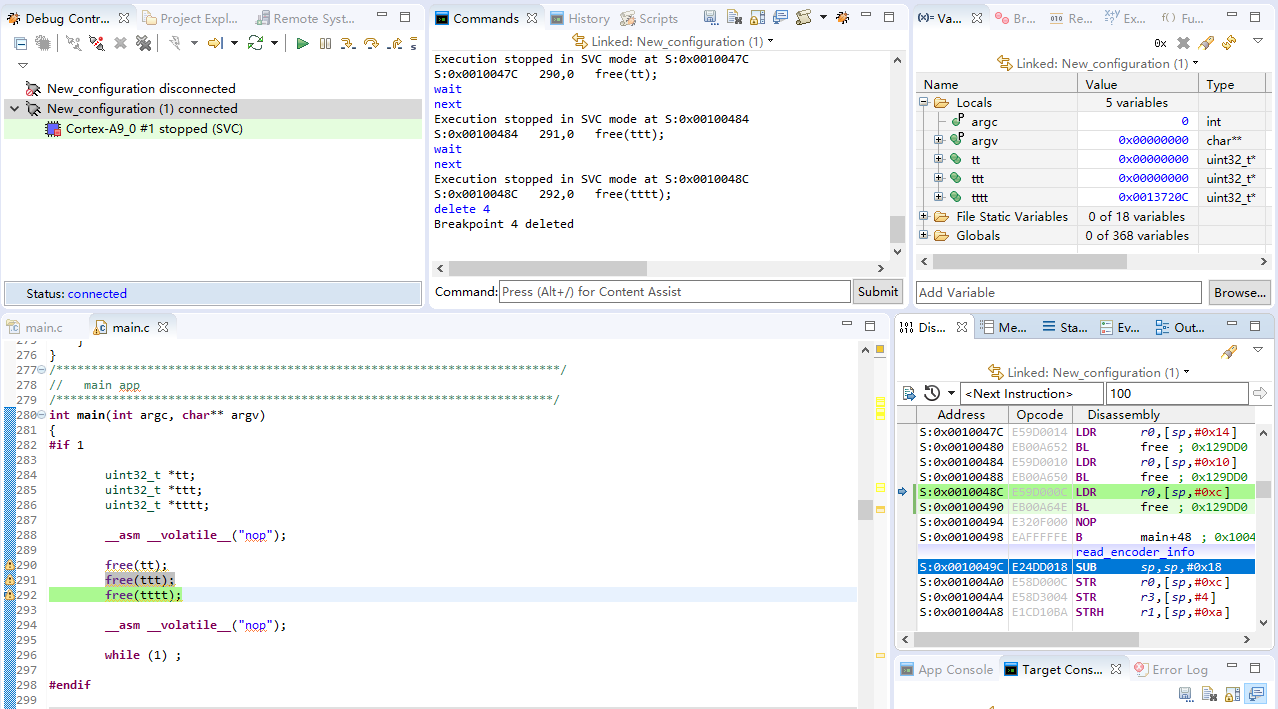 Debug Contr...
Project Expl...
Remote Syst...
New_configuration disconnected
New_configuration (1) connected
Cortex-A9_0 #1 stopped (SVC)
Status: connected
Commands
History
Scripts
Linked: New_configuration (1)
Execution stopped in SVC mode at S:0x0010047C
S:0x0010047C   290,0   free(tt);
wait
next
Execution stopped in SVC mode at S:0x00100484
S:0x00100484   291,0   free(ttt);
wait
next
Execution stopped in SVC mode at S:0x0010048C
S:0x0010048C   292,0   free(tttt);
delete 4
Breakpoint 4 deleted
Command: Press (Alt+/) for Content Assist Submit
(x)= Va...
Br...
Re...
Ex...
f() Fu...
0x
Linked: New_configuration (1)
Name Value Type
Locals 5 variables
argc 0 int
argv 0x00000000 char**
tt 0x00000000 uint32_t*
ttt 0x00000000 uint32_t*
tttt 0x0013720C uint32_t*
File Static Variables 0 of 18 variables
Globals 0 of 368 variables
Add Variable Browse...
main.c
main.c
275 }
276 }
277 /************************************************************************/
278 //   main app
279 /***********************************************************************/
280 int main(int argc, char** argv)
281 {
282 #if 1
283
284 uint32_t *tt;
285 uint32_t *ttt;
286 uint32_t *tttt;
287
288 __asm __volatile__("nop");
289
290 free(tt);
291 free(ttt);
292 free(tttt);
293
294 __asm __volatile__("nop");
295
296 while (1) ;
297
298 #endif
299
Dis...
Me...
Sta...
Ev...
Out...
Linked: New_configuration (1)
<Next Instruction> 100
Address Opcode Disassembly
S:0x0010047C E59D0014 LDR r0,[sp,#0x14]
S:0x00100480 EB00A652 BL free ; 0x129DD0
S:0x00100484 E59D0010 LDR r0,[sp,#0x10]
S:0x00100488 EB00A650 BL free ; 0x129DD0
S:0x0010048C E59D000C LDR r0,[sp,#0xc]
S:0x00100490 EB00A64E BL free ; 0x129DD0
S:0x00100494 E320F000 NOP
S:0x00100498 EAFFFFFE B main+48 ; 0x1004
read_encoder_info
S:0x0010049C E24DD018 SUB sp,sp,#0x18
S:0x001004A0 E58D000C STR r0,[sp,#0xc]
S:0x001004A4 E58D3004 STR r3,[sp,#4]
S:0x001004A8 E1CD10BA STRH r1,[sp,#0xa]
App Console
Target Cons...
Error Log